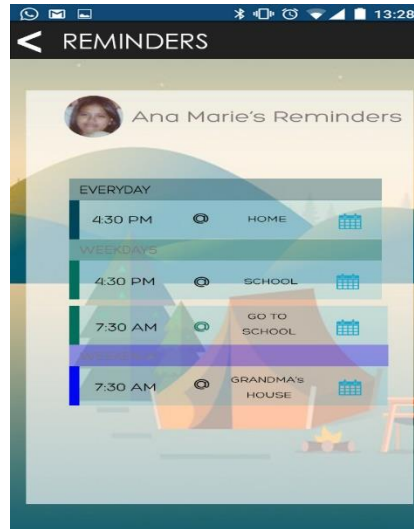 13:28
< REMINDERS
Ana Marie's Reminders
EVERYDAY
4:30 PM @ HOME
WEEKDAYS
4:30 PM @ SCHOOL
7:30 AM @ GO TO
SCHOOL
7:30 AM @ GRANDMA's
HOUSE